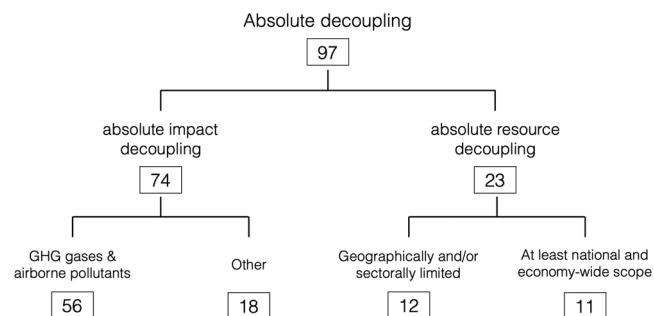 Absolute decoupling
97
absolute impact
decoupling
74
absolute resource
decoupling
23
GHG gases &
airborne pollutants
56
Other
18
Geographically and/or
sectorally limited
12
At least national and
economy-wide scope
11